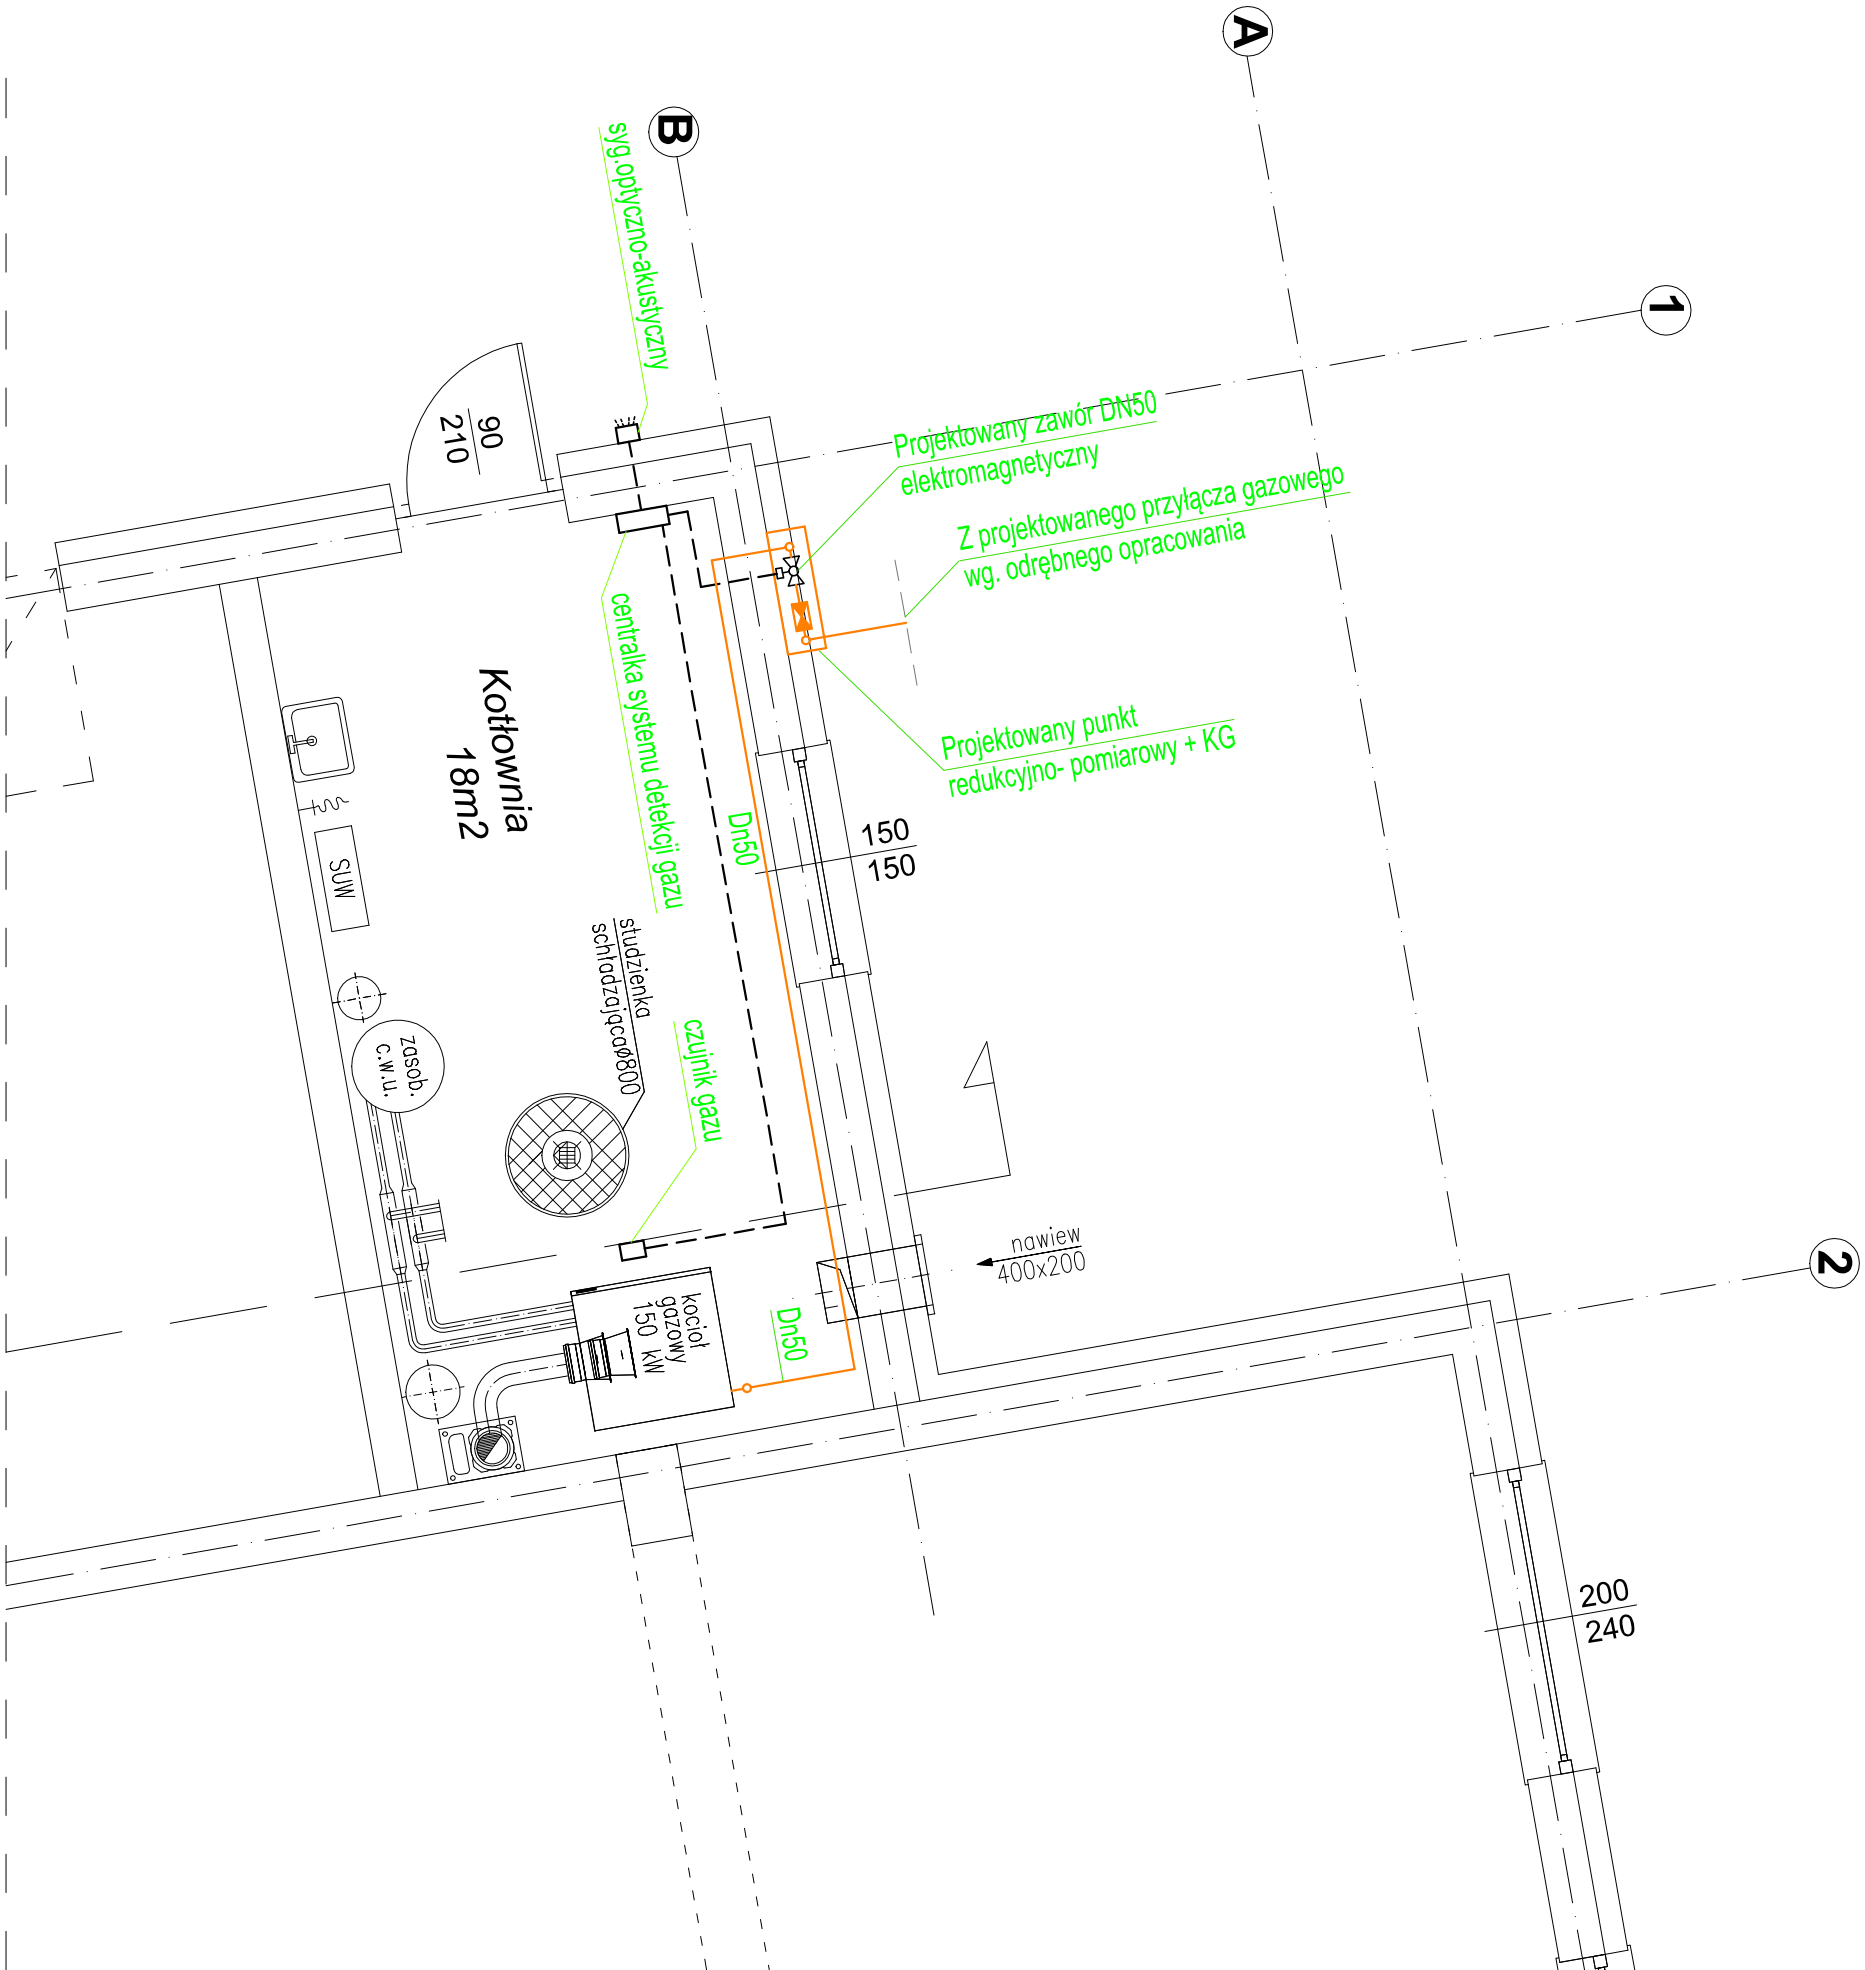 A
B
1
2
syg.optyczno-akustyczny
90
210
Projektowany zawór DN50
elektromagnetyczny
Z projektowanego przyłącza gazowego
wg. odrębnego opracowania
Projektowany punkt
redukcyjno- pomiarowy + KG
centralka systemu detekcji gazu
Kotłownia
18m2
Dn50
150
150
SUW
studzienka
schładzającaø800
czujnik gazu
zasob.
c.w.u.
nawiew
400x200
kocioł
gazowy
150 kW
Dn50
200
240